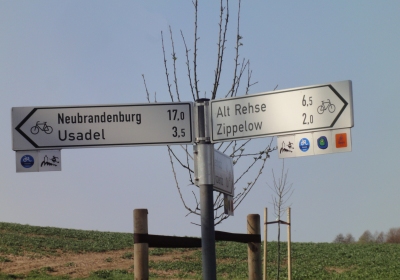 Neubrandenburg 17,0
Usadel 3,5
Alt Rehse 6,5
Zippelow 2,0